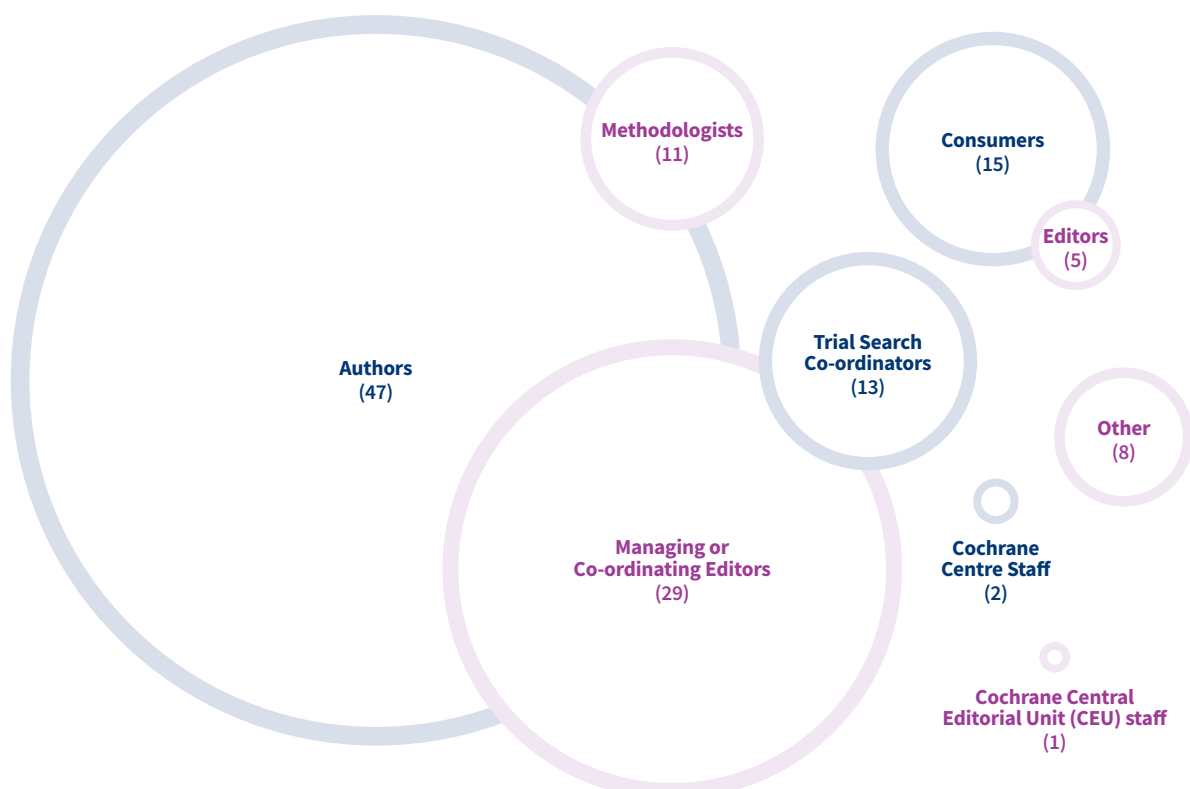 Methodologists
(11)
Consumers
(15)
Editors
(5)
Trial Search
Co-ordinators
(13)
Authors
(47)
Other
(8)
Managing or
Co-ordinating Editors
(29)
Cochrane
Centre Staff
(2)
Cochrane Central
Editorial Unit (CEU) staff
(1)